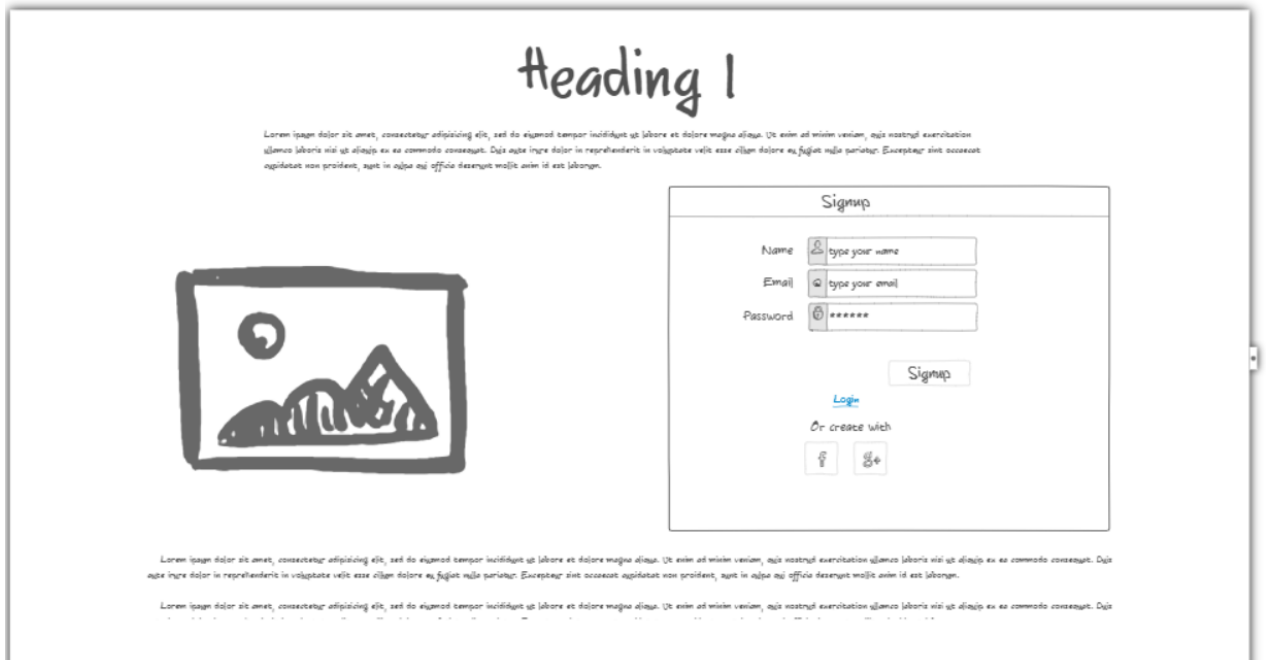 Heading 1
Lorem ipsum dolor sit amet, consectetur adipisicing elit, sed do eiusmod tempor incididunt ut labore et dolore magna aliqua. Ut enim ad minim veniam, quis nostrud exercitation
ullamco laboris nisi ut aliquip ex ea commodo consequat. Duis aute irure dolor in reprehenderit in voluptate velit esse cillum dolore eu fugiat nulla pariatur. Excepteur sint occaecat
cupidatat non proident, sunt in culpa qui officia deserunt mollit anim id est laborum.
Signup
Name
type your name
Email
type your email
Password
******
Signup
Login
Or create with
f
g+
Lorem ipsum dolor sit amet, consectetur adipisicing elit, sed do eiusmod tempor incididunt ut labore et dolore magna aliqua. Ut enim ad minim veniam, quis nostrud exercitation ullamco laboris nisi ut aliquip ex ea commodo consequat. Duis
aute irure dolor in reprehenderit in voluptate velit esse cillum dolore eu fugiat nulla pariatur. Excepteur sint occaecat cupidatat non proident, sunt in culpa qui officia deserunt mollit anim id est laborum.
Lorem ipsum dolor sit amet, consectetur adipisicing elit, sed do eiusmod tempor incididunt ut labore et dolore magna aliqua. Ut enim ad minim veniam, quis nostrud exercitation ullamco laboris nisi ut aliquip ex ea commodo consequat. Duis